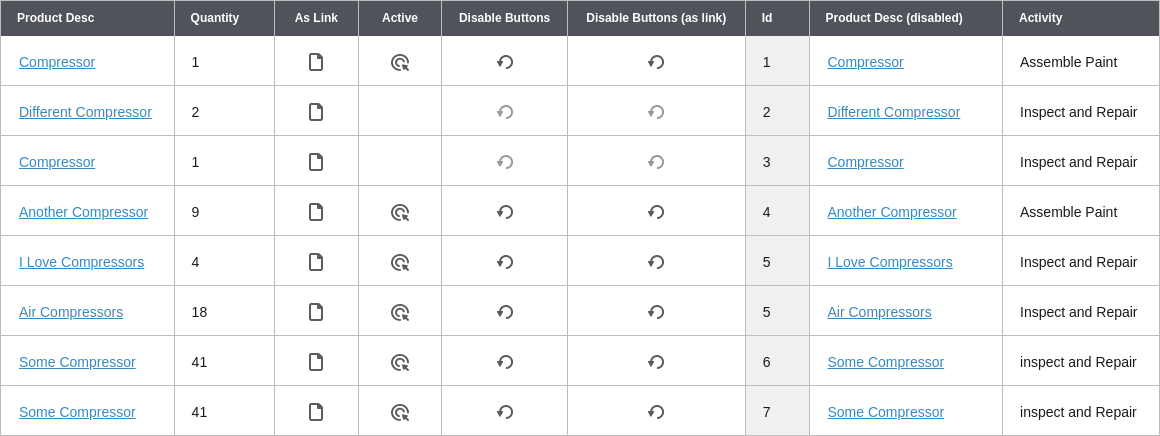 Product Desc Quantity As Link Active Disable Buttons Disable Buttons (as link) Id Product Desc (disabled) Activity
Compressor 1 1 Compressor Assemble Paint
Different Compressor 2 2 Different Compressor Inspect and Repair
Compressor 1 3 Compressor Inspect and Repair
Another Compressor 9 4 Another Compressor Assemble Paint
I Love Compressors 4 5 I Love Compressors Inspect and Repair
Air Compressors 18 5 Air Compressors Inspect and Repair
Some Compressor 41 6 Some Compressor inspect and Repair
Some Compressor 41 7 Some Compressor inspect and Repair